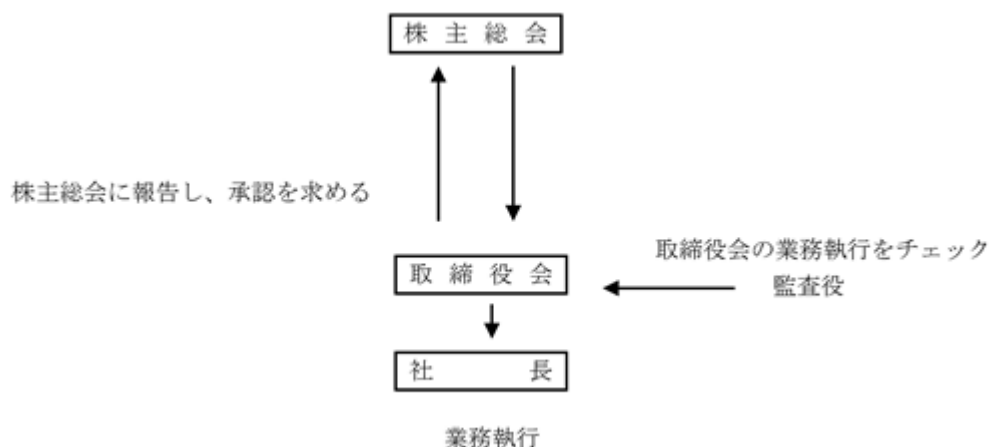 株主総会
株主総会に報告し、承認を求める
取締役会の業務執行をチェック
監査役
取締役会
社長
業務執行